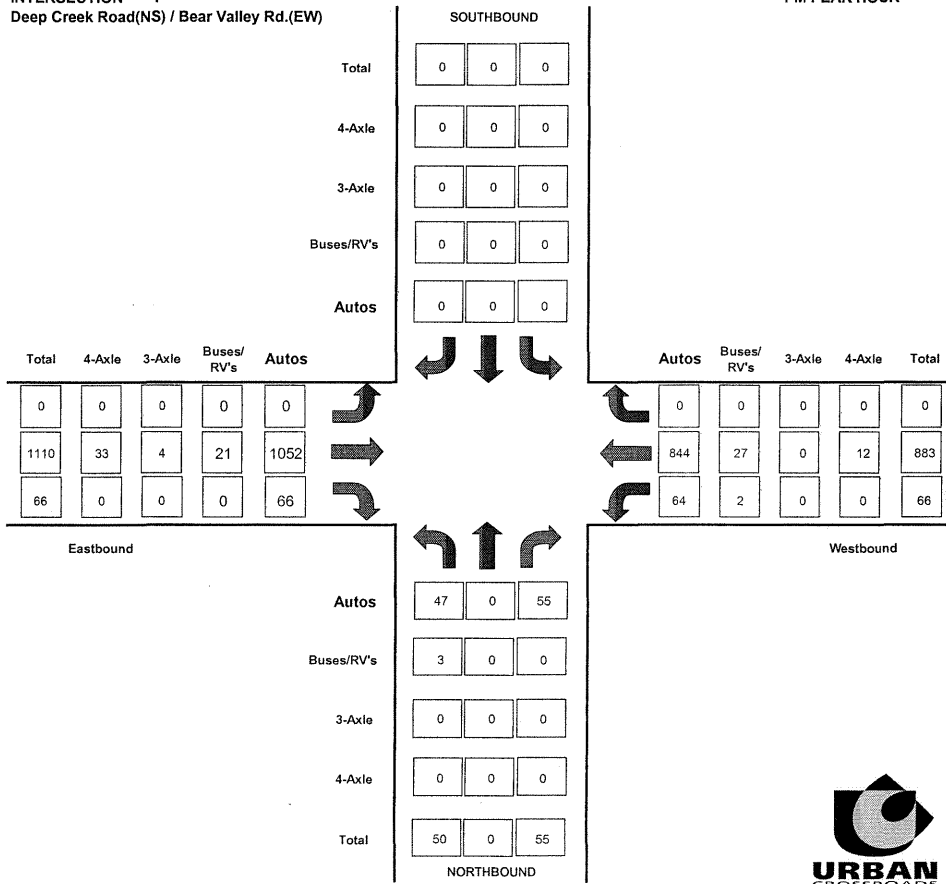 Deep Creek Road(NS) / Bear Valley Rd.(EW)
SOUTHBOUND
Total 0 0 0
4-Axle 0 0 0
3-Axle 0 0 0
Buses/RV's 0 0 0
Autos 0 0 0
Total 4-Axle 3-Axle Buses/ RV's Autos
0 0 0 0 0
1110 33 4 21 1052
66 0 0 0 66
Eastbound
Autos Buses/ RV's 3-Axle 4-Axle Total
0 0 0 0 0
844 27 0 12 883
64 2 0 0 66
Westbound
Autos 47 0 55
Buses/RV's 3 0 0
3-Axle 0 0 0
4-Axle 0 0 0
Total 50 0 55
NORTHBOUND
URBAN